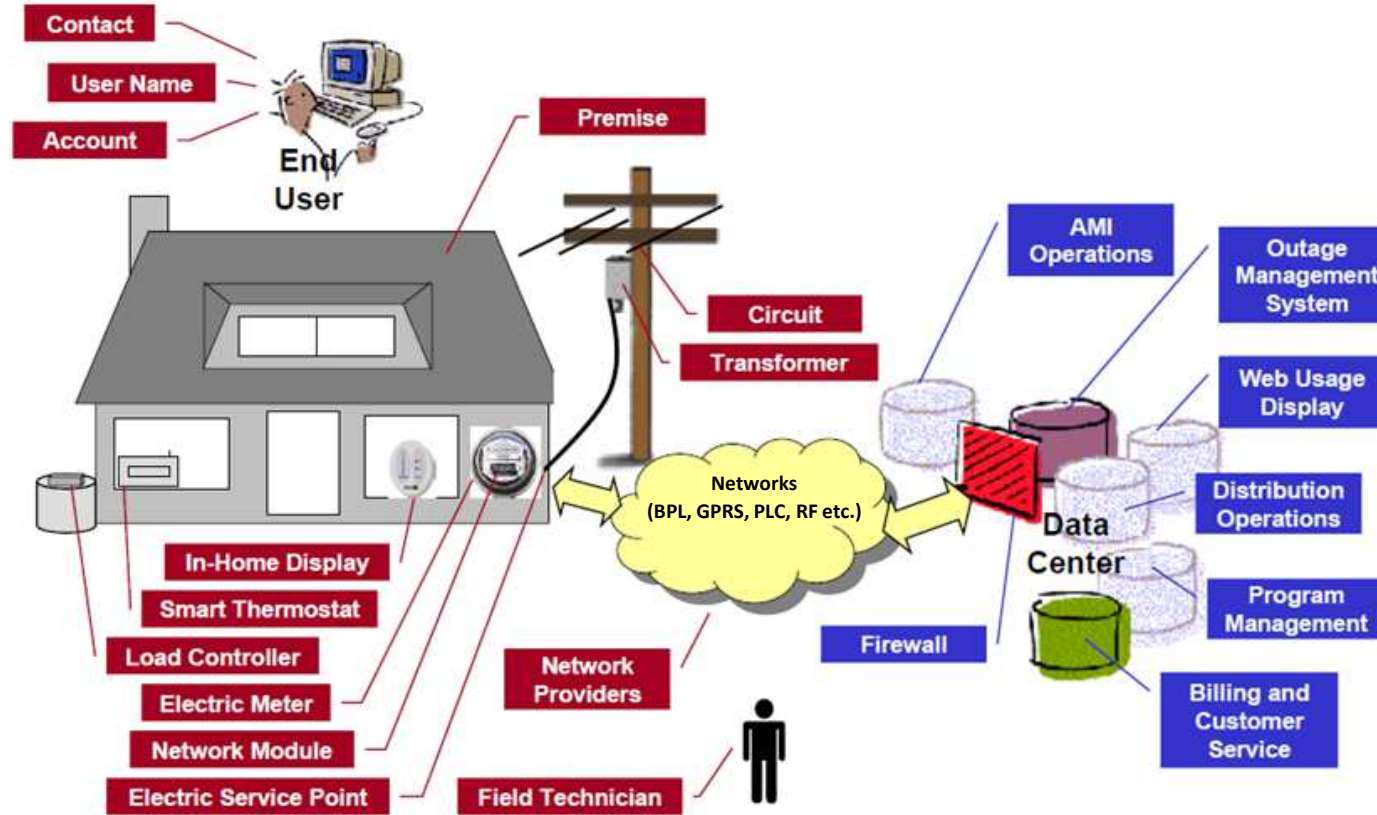 Contact
User Name
Account
End
User
Premise
Circuit
Transformer
AMI
Operations
Outage
Management
System
Web Usage
Display
Distribution
Operations
Program
Management
Billing and
Customer
Service
Data
Center
Firewall
Networks
(BPL, GPRS, PLC, RF etc.)
Network
Providers
Field Technician
In-Home Display
Smart Thermostat
Load Controller
Electric Meter
Network Module
Electric Service Point